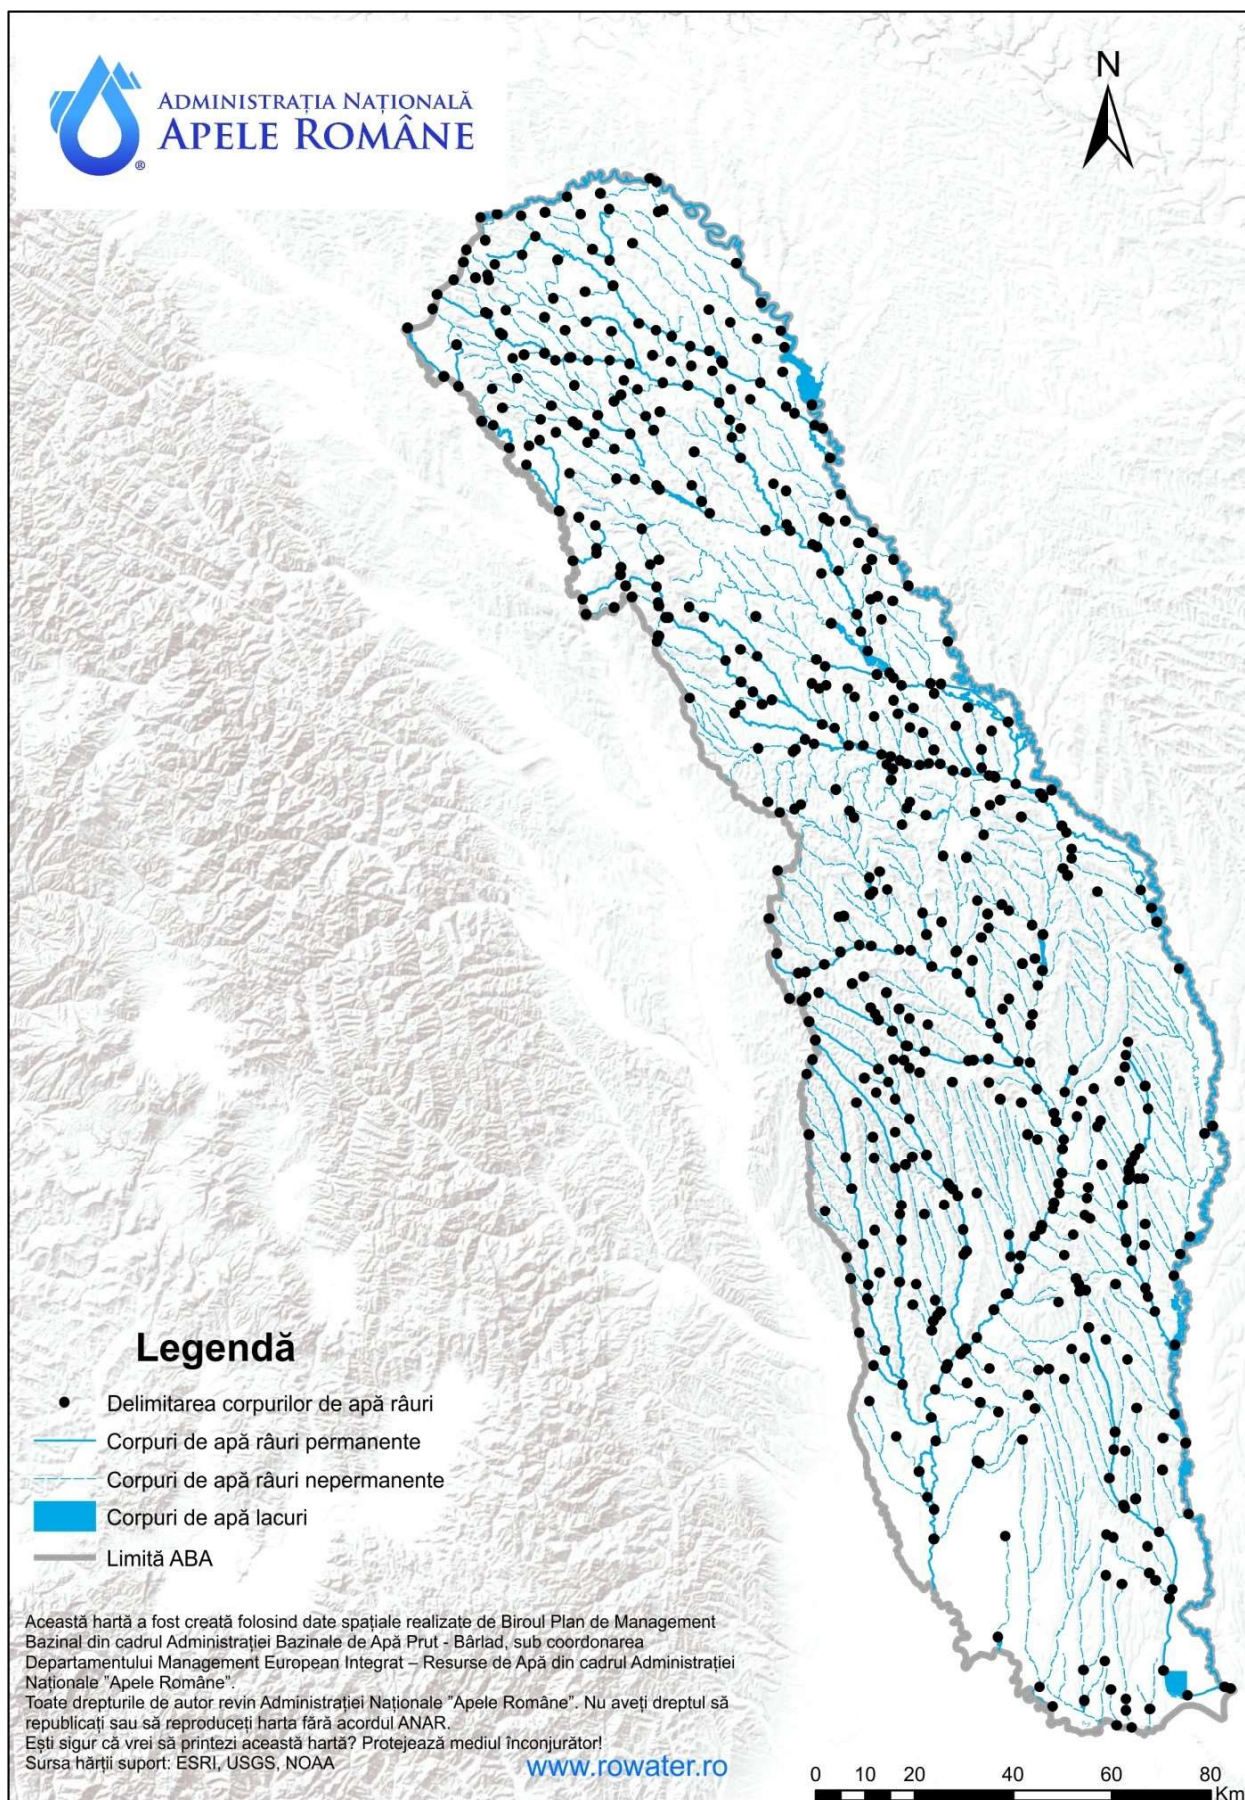 ADMINISTRAȚIA NAȚIONALĂ
APELE ROMÂNE
®
N
Legendă
Delimitarea corpurilor de apă râuri
Corpuri de apă râuri permanente
Corpuri de apă râuri nepermanente
Corpuri de apă lacuri
Limită ABA
Această hartă a fost creată folosind date spațiale realizate de Biroul Plan de Management
Bazinal din cadrul Administrației Bazinale de Apă Prut - Bârlad, sub coordonarea
Departamentului Management European Integrat – Resurse de Apă din cadrul Administrației
Naționale "Apele Române".
Toate drepturile de autor revin Administrației Naționale "Apele Române". Nu aveți dreptul să
republicați sau să reproduceți harta fără acordul ANAR.
Ești sigur că vrei să printezi această hartă? Protejează mediul înconjurător!
Sursa hărții suport: ESRI, USGS, NOAA
www.rowater.ro
0 10 20 40 60 80
Km